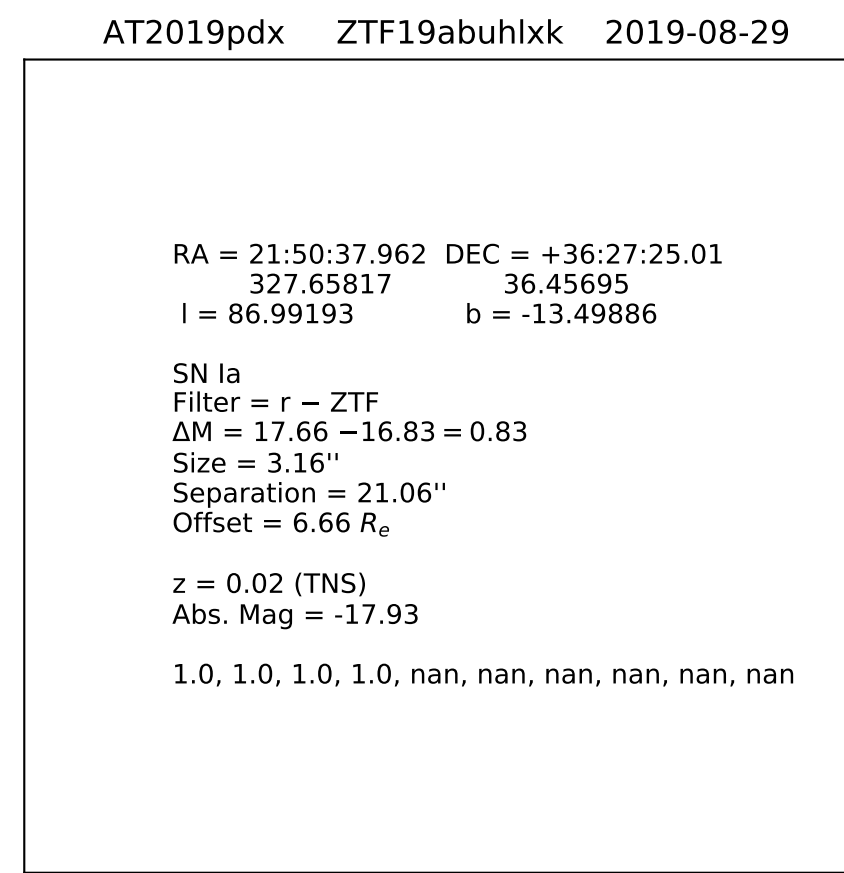 AT2019pdx ZTF19abuhlxk 2019-08-29
RA = 21:50:37.962 DEC = +36:27:25.01
327.65817 36.45695
l = 86.99193 b = -13.49886
SN Ia
Filter = r − ZTF
ΔM = 17.66 −16.83 = 0.83
Size = 3.16''
Separation = 21.06''
Offset = 6.66 Rₑ
z = 0.02 (TNS)
Abs. Mag = -17.93
1.0, 1.0, 1.0, 1.0, nan, nan, nan, nan, nan, nan